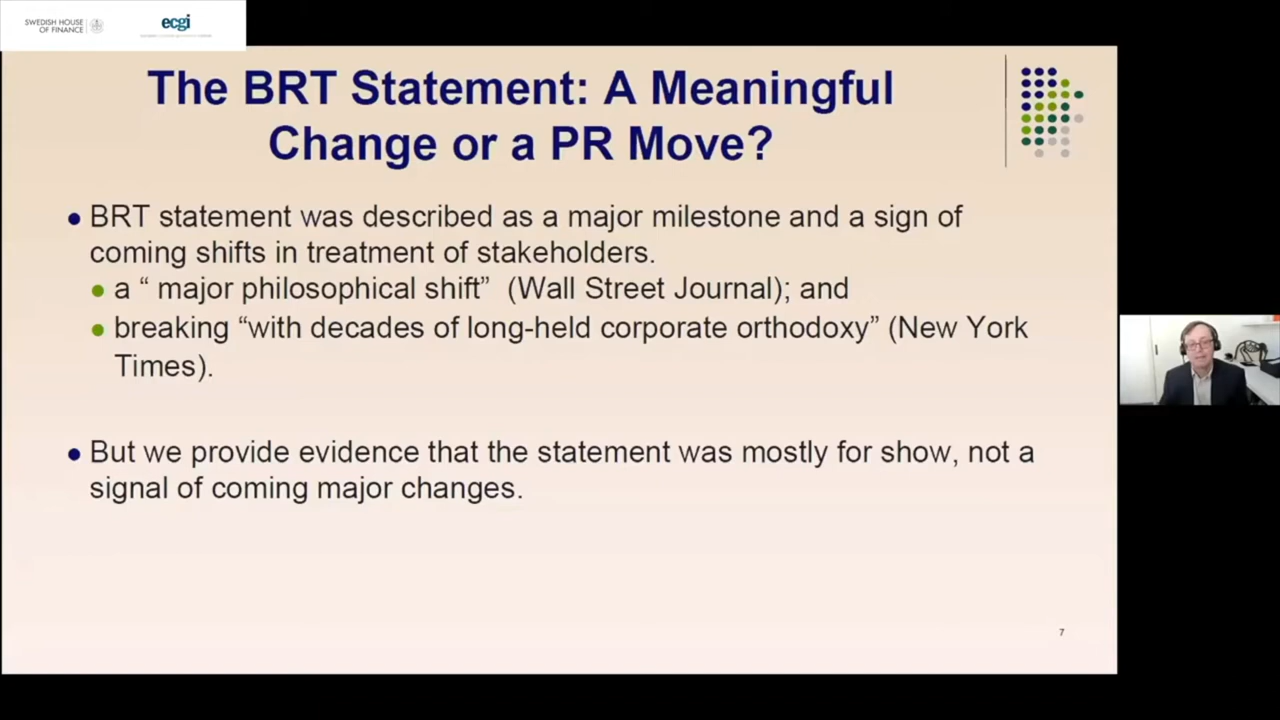 SWEDISH HOUSE
OF FINANCE
ecgi
The BRT Statement: A Meaningful
Change or a PR Move?
• BRT statement was described as a major milestone and a sign of
coming shifts in treatment of stakeholders.
• a “ major philosophical shift” (Wall Street Journal); and
• breaking “with decades of long-held corporate orthodoxy” (New York
Times).
• But we provide evidence that the statement was mostly for show, not a
signal of coming major changes.
7